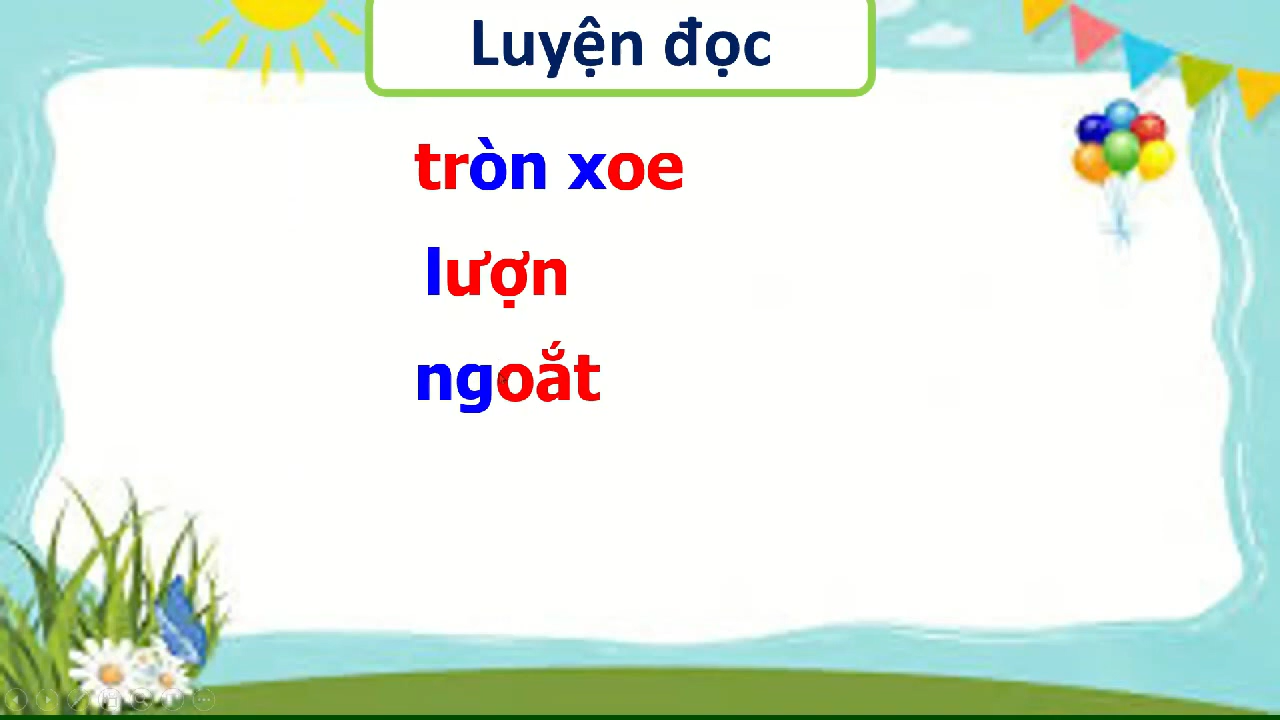 Luyện đọc
tròn xoe
lượn
ngoắt